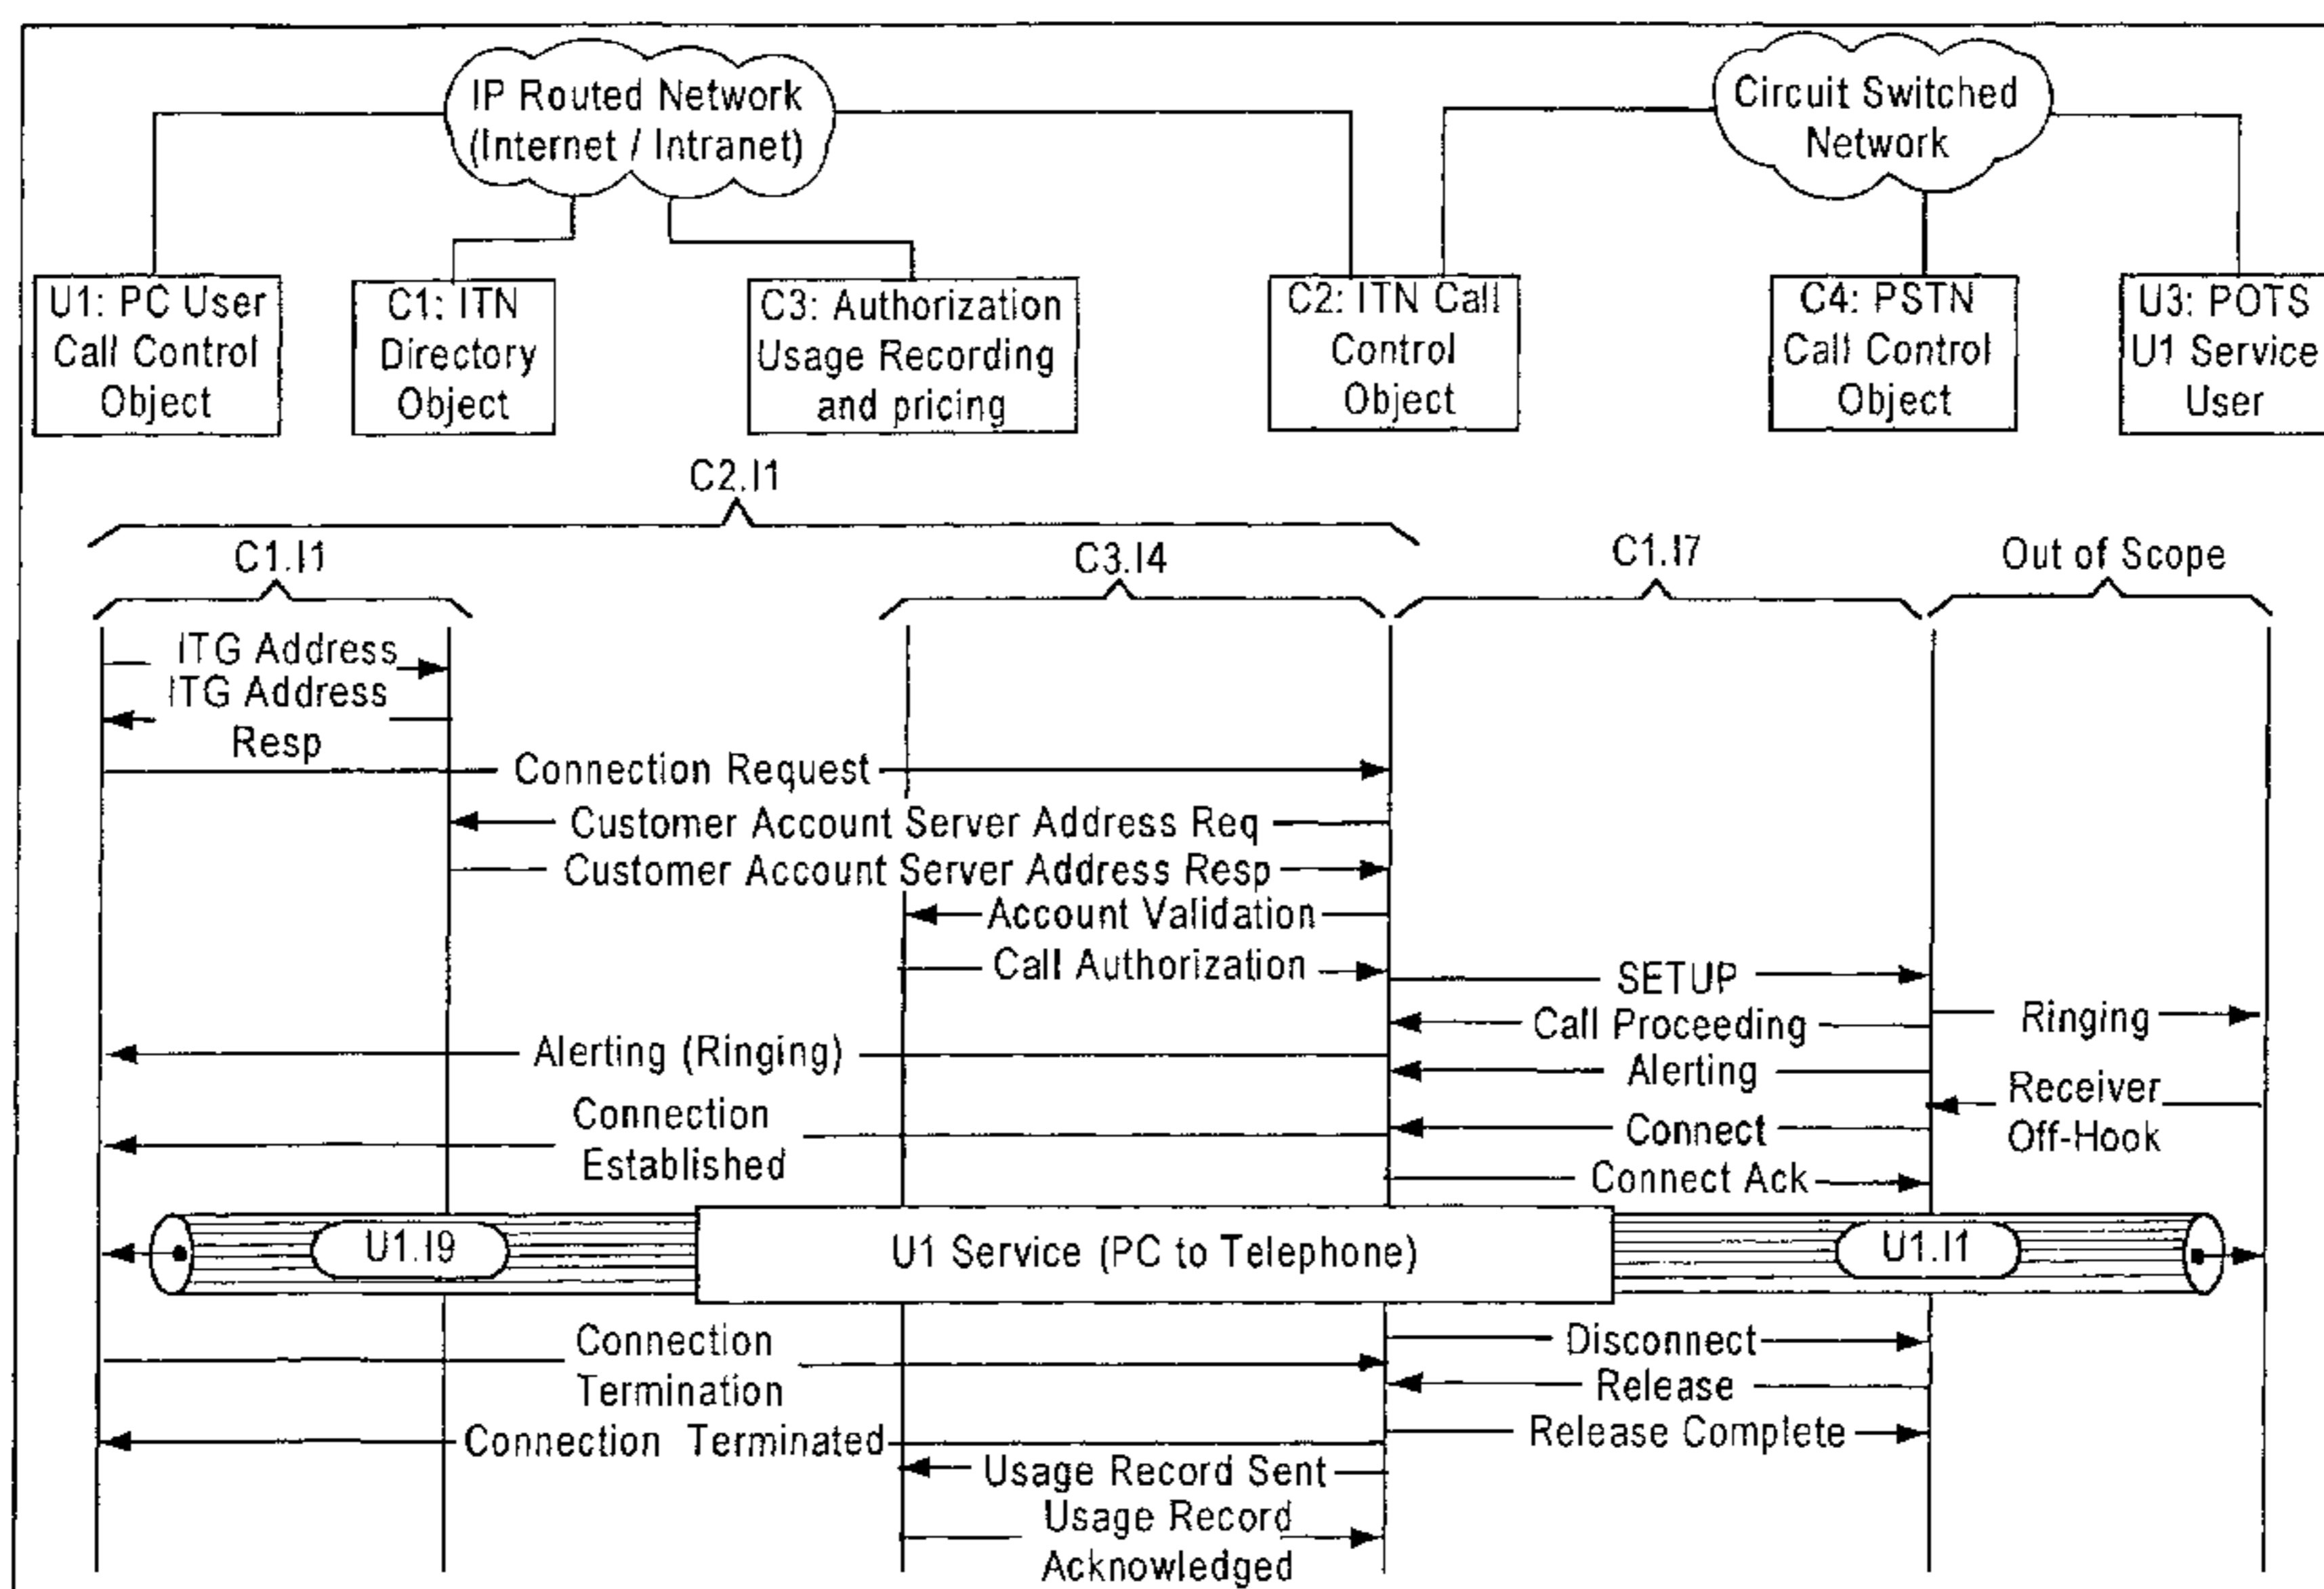 IP Routed Network
(Internet / Intranet)
Circuit Switched
Network
U1: PC User
Call Control
Object
C1: ITN
Directory
Object
C3: Authorization
Usage Recording
and pricing
C2: ITN Call
Control
Object
C4: PSTN
Call Control
Object
U3: POTS
U1 Service
User
C2.I1
C1.I1
C3.I4
C1.I7
Out of Scope
ITG Address
ITG Address
Resp
Connection Request
Customer Account Server Address Req
Customer Account Server Address Resp
Account Validation
Call Authorization
SETUP
Call Proceeding
Ringing
Alerting (Ringing)
Alerting
Receiver
Off-Hook
Connection
Established
Connect
Connect Ack
U1.I9
U1 Service (PC to Telephone)
U1.I1
Connection
Termination
Disconnect
Release
Connection Terminated
Release Complete
Usage Record Sent
Usage Record
Acknowledged